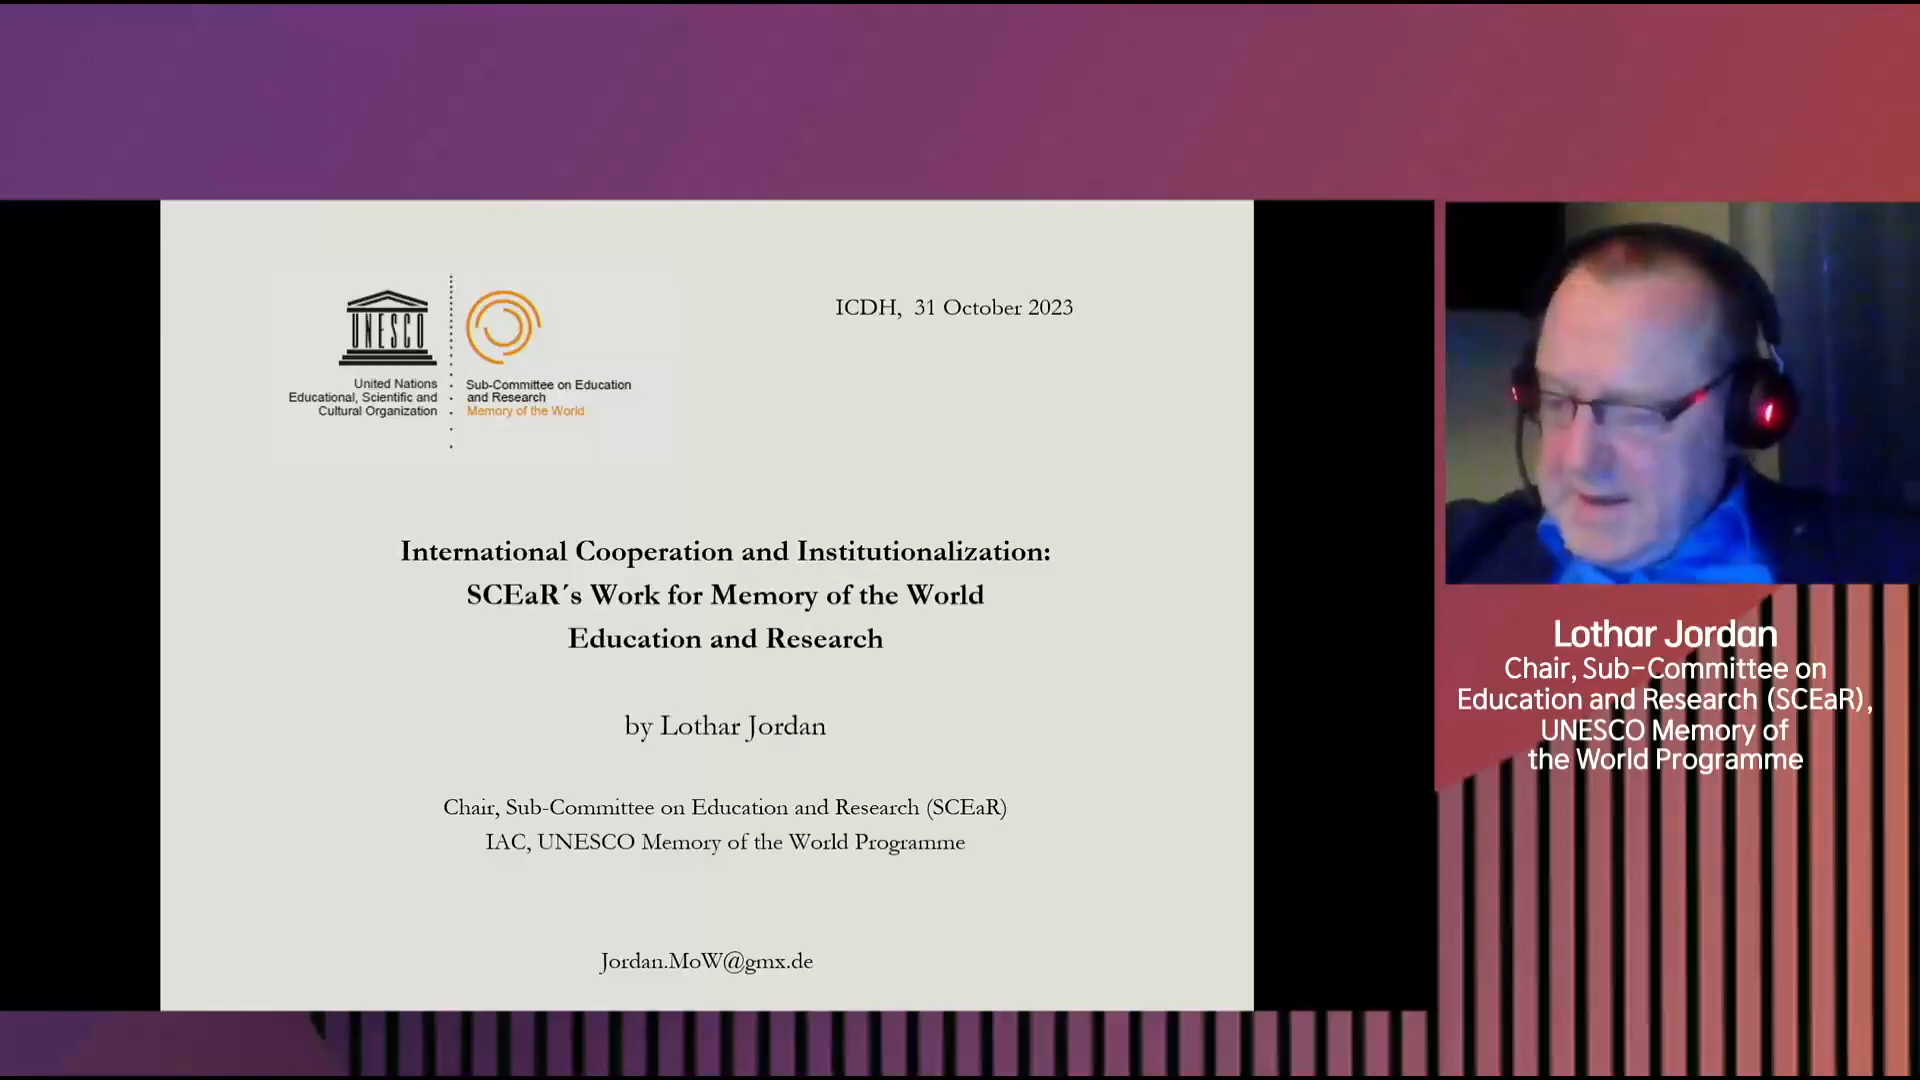 UNESCO
United Nations
Educational, Scientific and
Cultural Organization
Sub-Committee on Education
and Research
Memory of the World
ICDH, 31 October 2023
International Cooperation and Institutionalization:
SCEaR´s Work for Memory of the World
Education and Research
by Lothar Jordan
Chair, Sub-Committee on Education and Research (SCEaR)
IAC, UNESCO Memory of the World Programme
Jordan.MoW@gmx.de
Lothar Jordan
Chair, Sub-Committee on
Education and Research (SCEaR),
UNESCO Memory of
the World Programme